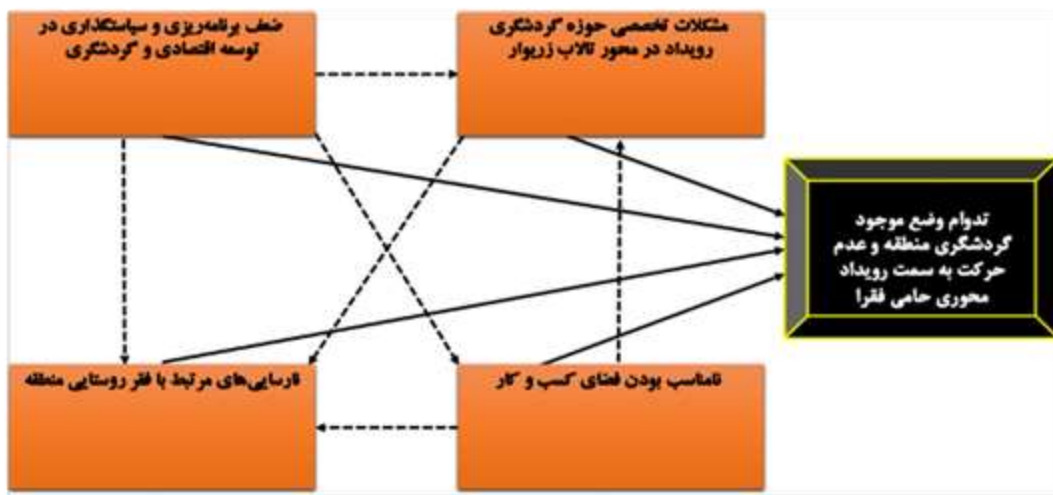 ضعف برنامه‌ریزی و سیاستگذاری در
توسعه اقتصادی و گردشگری
مشکلات تخصصی حوزه گردشگری
رویداد در محور تالاب زریوار
تدوام وضع موجود
گردشگری منطقه و عدم
حرکت به سمت رویداد
محوری حامی فقرا
نارسایی‌های مرتبط با فقر روستایی منطقه
نامناسب بودن فضای کسب و کار